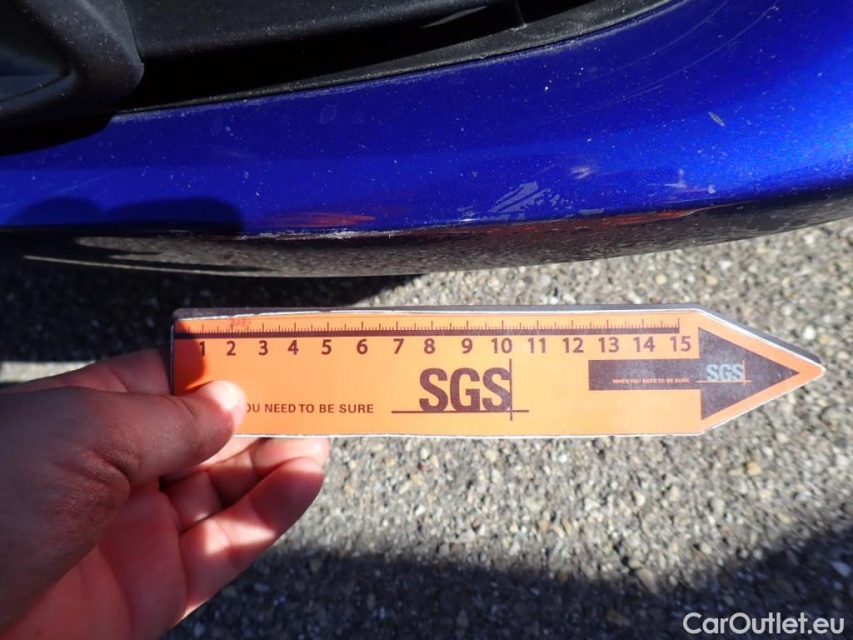 1 2 3 4 5 6 7 8 9 10 11 12 13 14 15
OU NEED TO BE SURE
SGS
WHEN YOU NEED TO BE SURE
SGS
CarOutlet.eu